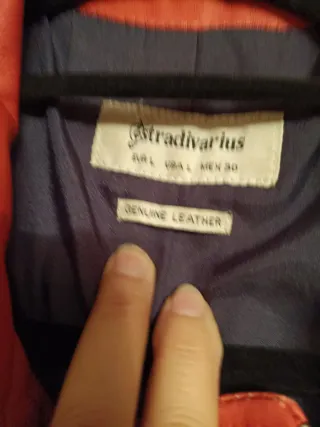 Stradivarius
EUR L USA L MEX 30
GENUINE LEATHER